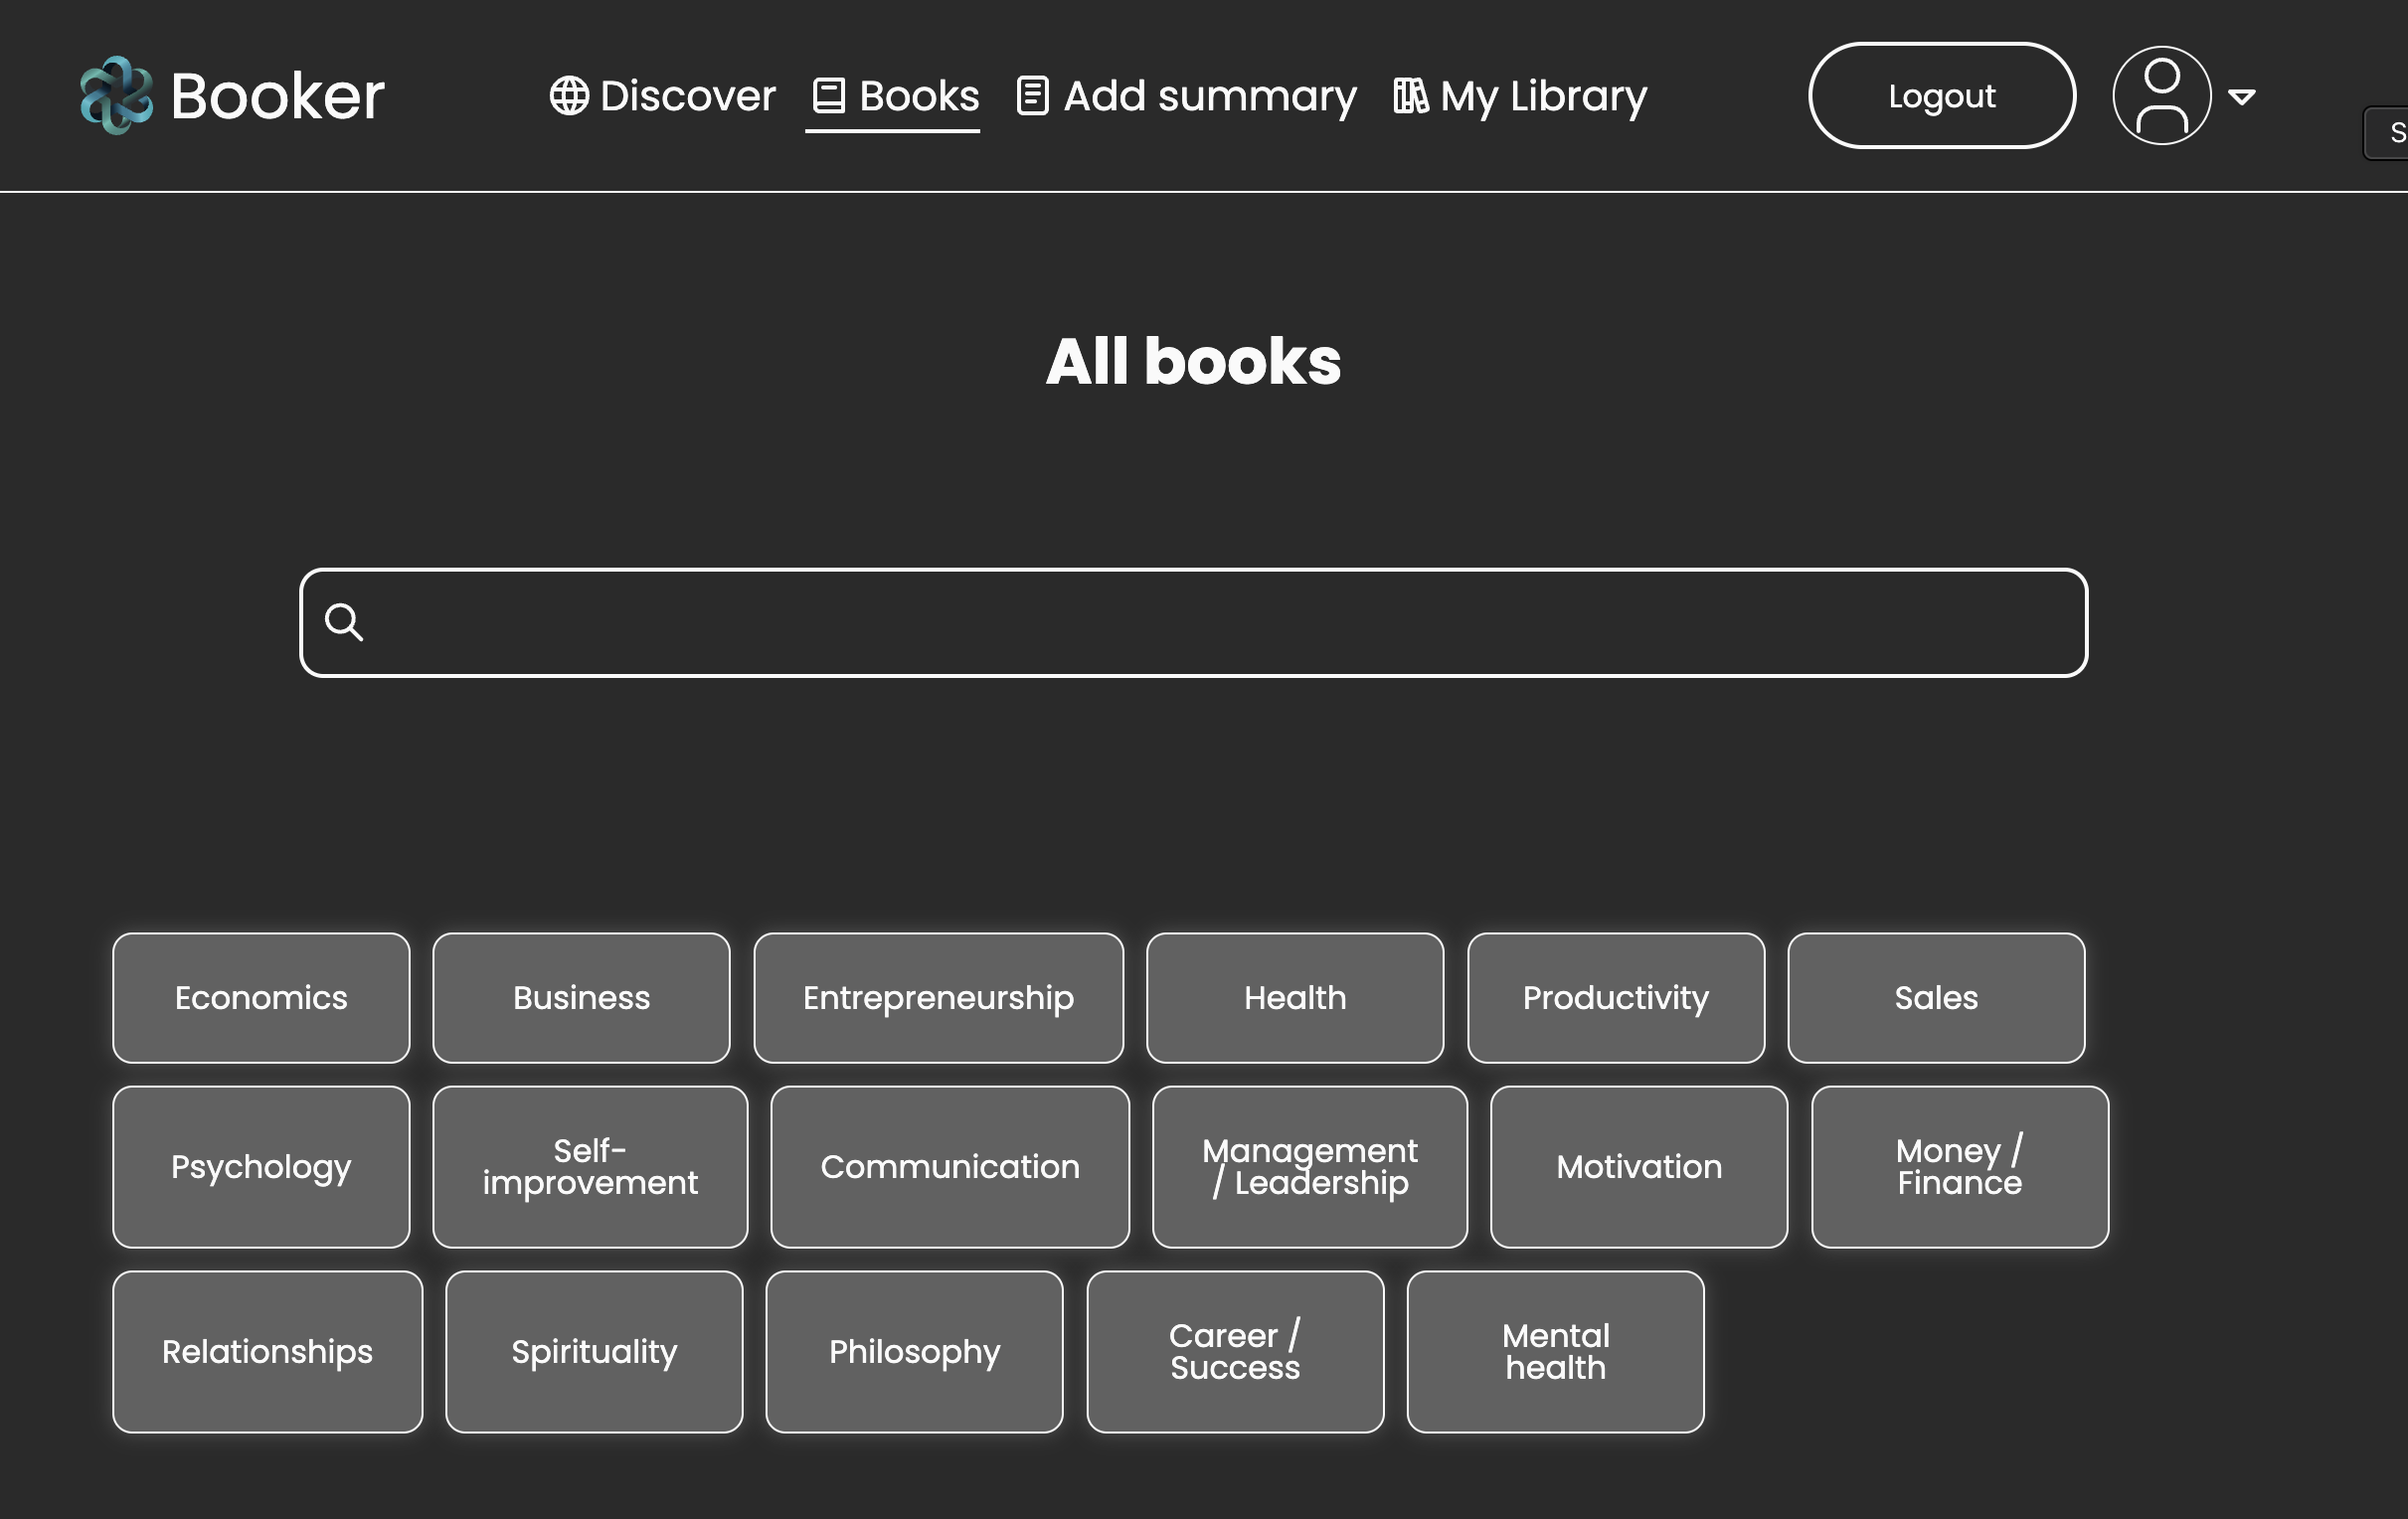 Booker
Discover
Books
Add summary
My Library
Logout
S
All books
Economics
Business
Entrepreneurship
Health
Productivity
Sales
Psychology
Self-
improvement
Communication
Management
/ Leadership
Motivation
Money /
Finance
Relationships
Spirituality
Philosophy
Career /
Success
Mental
health